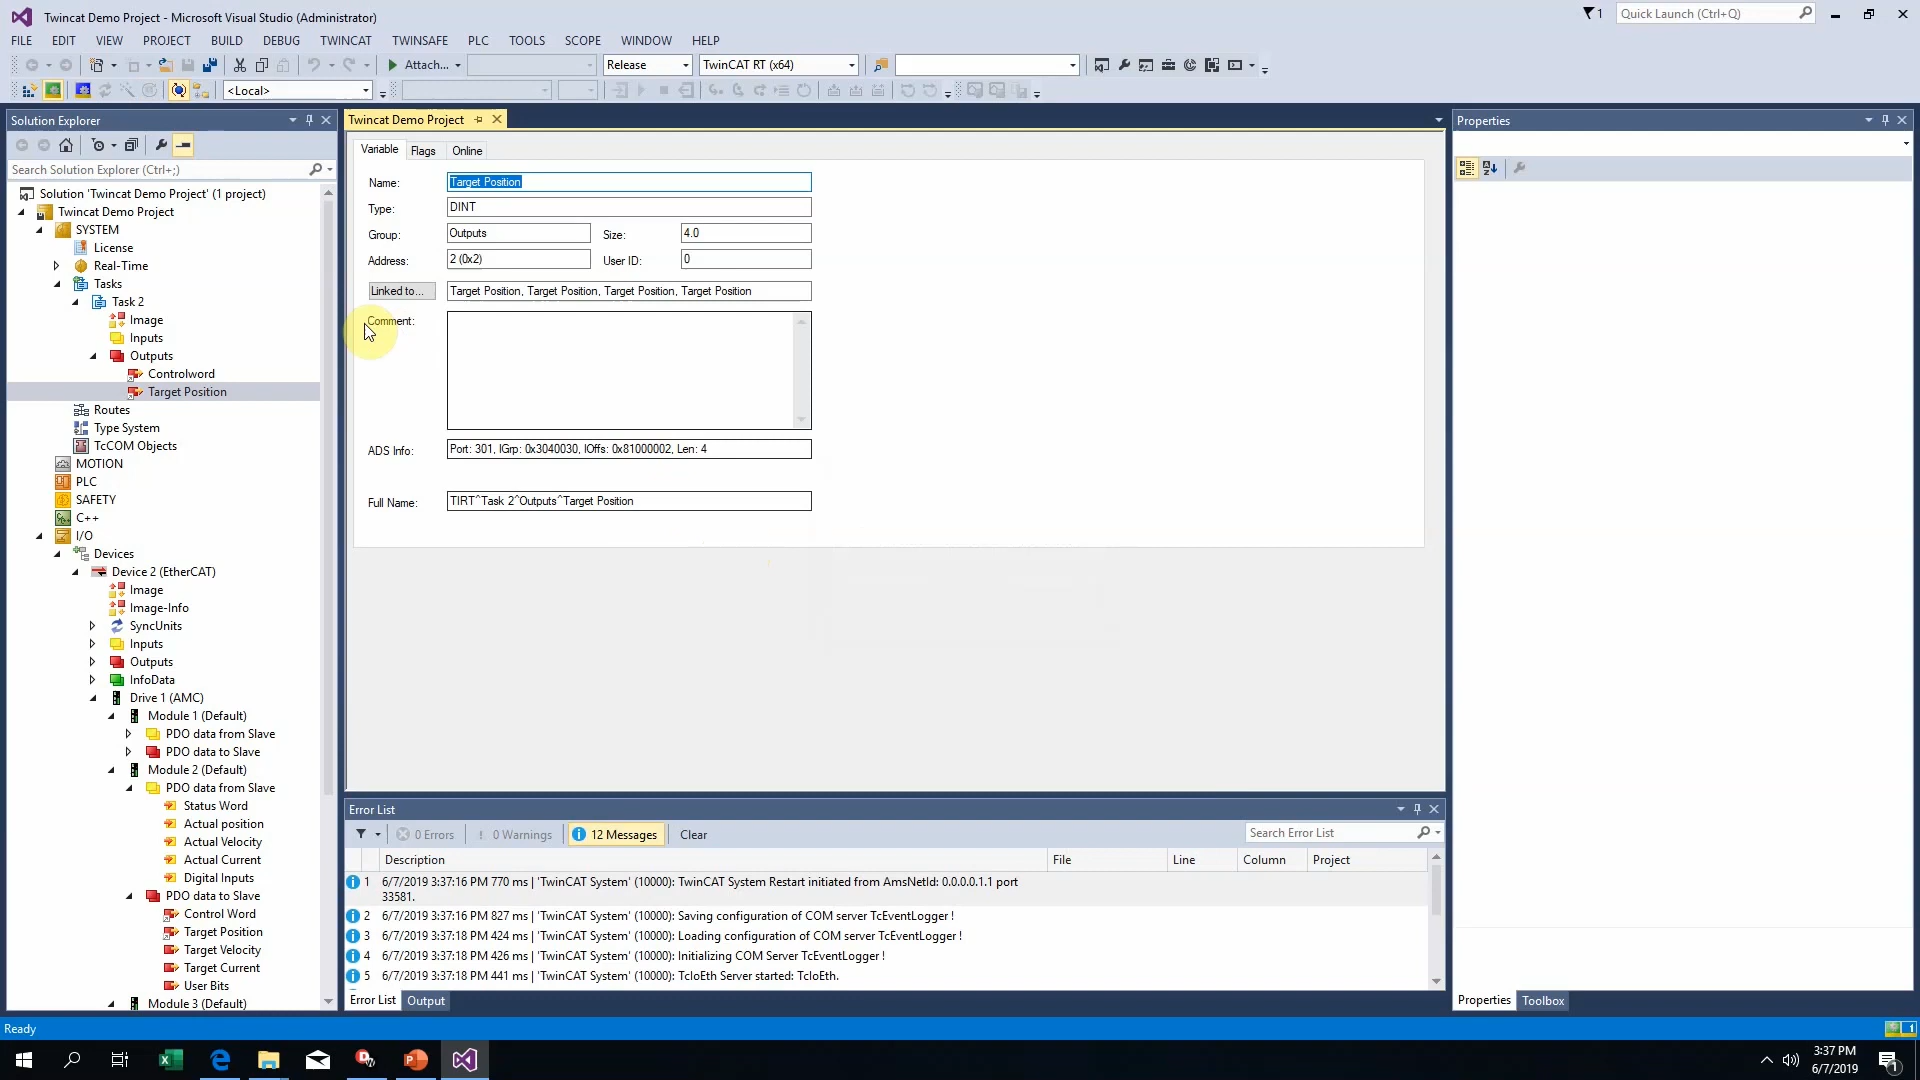 Twincat Demo Project - Microsoft Visual Studio (Administrator)
1
Quick Launch (Ctrl+Q)
FILE EDIT VIEW PROJECT BUILD DEBUG TWINCAT TWINSAFE PLC TOOLS SCOPE WINDOW HELP
Attach... Release TwinCAT RT (x64)
<Local>
Solution Explorer
Search Solution Explorer (Ctrl+;)
Solution 'Twincat Demo Project' (1 project)
Twincat Demo Project
SYSTEM
License
Real-Time
Tasks
Task 2
Image
Inputs
Outputs
Controlword
Target Position
Routes
Type System
TcCOM Objects
MOTION
PLC
SAFETY
C++
I/O
Devices
Device 2 (EtherCAT)
Image
Image-Info
SyncUnits
Inputs
Outputs
InfoData
Drive 1 (AMC)
Module 1 (Default)
PDO data from Slave
PDO data to Slave
Module 2 (Default)
PDO data from Slave
Status Word
Actual position
Actual Velocity
Actual Current
Digital Inputs
PDO data to Slave
Control Word
Target Position
Target Velocity
Target Current
User Bits
Module 3 (Default)
Twincat Demo Project
Variable Flags Online
Name: Target Position
Type: DINT
Group: Outputs Size: 4.0
Address: 2 (0x2) User ID: 0
Linked to... Target Position, Target Position, Target Position, Target Position
Comment:
ADS Info: Port: 301, IGrp: 0x3040030, IOffs: 0x81000002, Len: 4
Full Name: TIRT^Task 2^Outputs^Target Position
Error List
0 Errors 0 Warnings 12 Messages Clear Search Error List
Description File Line Column Project
1 6/7/2019 3:37:16 PM 770 ms | 'TwinCAT System' (10000): TwinCAT System Restart initiated from AmsNetId: 0.0.0.0.1.1 port
33581.
2 6/7/2019 3:37:16 PM 827 ms | 'TwinCAT System' (10000): Saving configuration of COM server TcEventLogger !
3 6/7/2019 3:37:18 PM 424 ms | 'TwinCAT System' (10000): Loading configuration of COM server TcEventLogger !
4 6/7/2019 3:37:18 PM 426 ms | 'TwinCAT System' (10000): Initializing COM Server TcEventLogger !
5 6/7/2019 3:37:18 PM 441 ms | 'TwinCAT System' (10000): TcIoEth Server started: TcIoEth.
Error List Output
Properties
Properties Toolbox
Ready
1
3:37 PM
6/7/2019
1